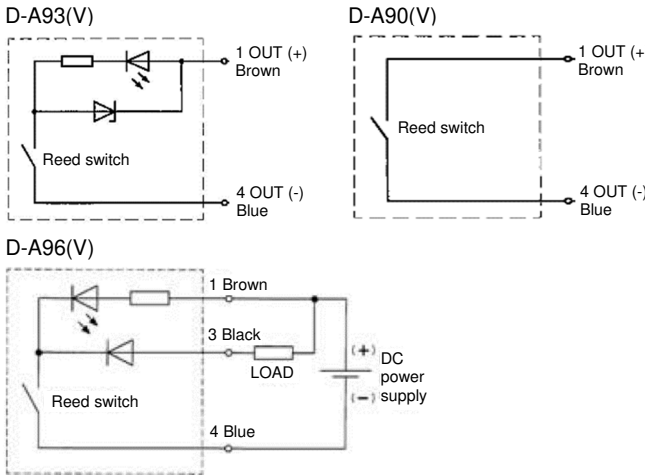 D-A93(V)
1 OUT (+)
Brown
Reed switch
4 OUT (-)
Blue
D-A90(V)
1 OUT (+
Brown
Reed switch
4 OUT (-)
Blue
D-A96(V)
1 Brown
3 Black
LOAD
Reed switch
4 Blue
(+)
DC
power
supply
(-)